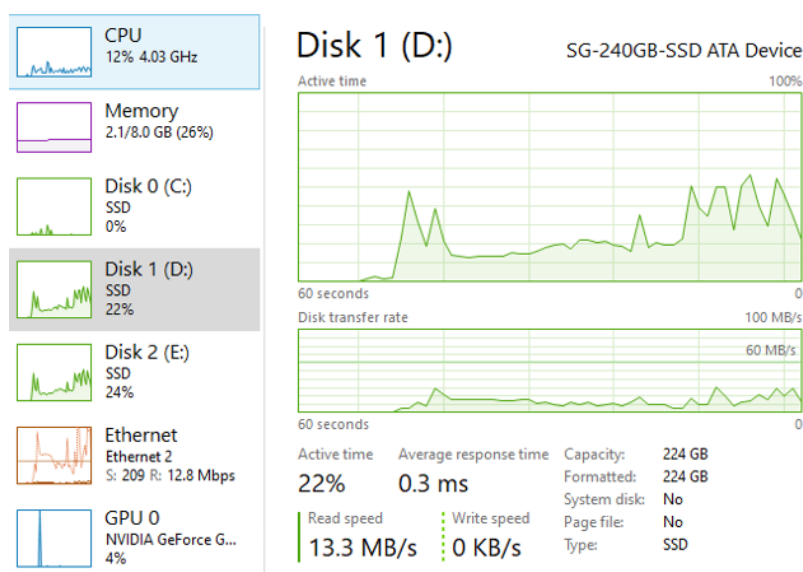 CPU
12% 4.03 GHz
Memory
2.1/8.0 GB (26%)
Disk 0 (C:)
SSD
0%
Disk 1 (D:)
SSD
22%
Disk 2 (E:)
SSD
24%
Ethernet
Ethernet 2
S: 209 R: 12.8 Mbps
GPU 0
NVIDIA GeForce G...
4%
Disk 1 (D:) SG-240GB-SSD ATA Device
Active time 100%
60 seconds 0
Disk transfer rate 100 MB/s
60 MB/s
60 seconds 0
Active time Average response time
22% 0.3 ms
Read speed Write speed
13.3 MB/s 0 KB/s
Capacity: 224 GB
Formatted: 224 GB
System disk: No
Page file: No
Type: SSD